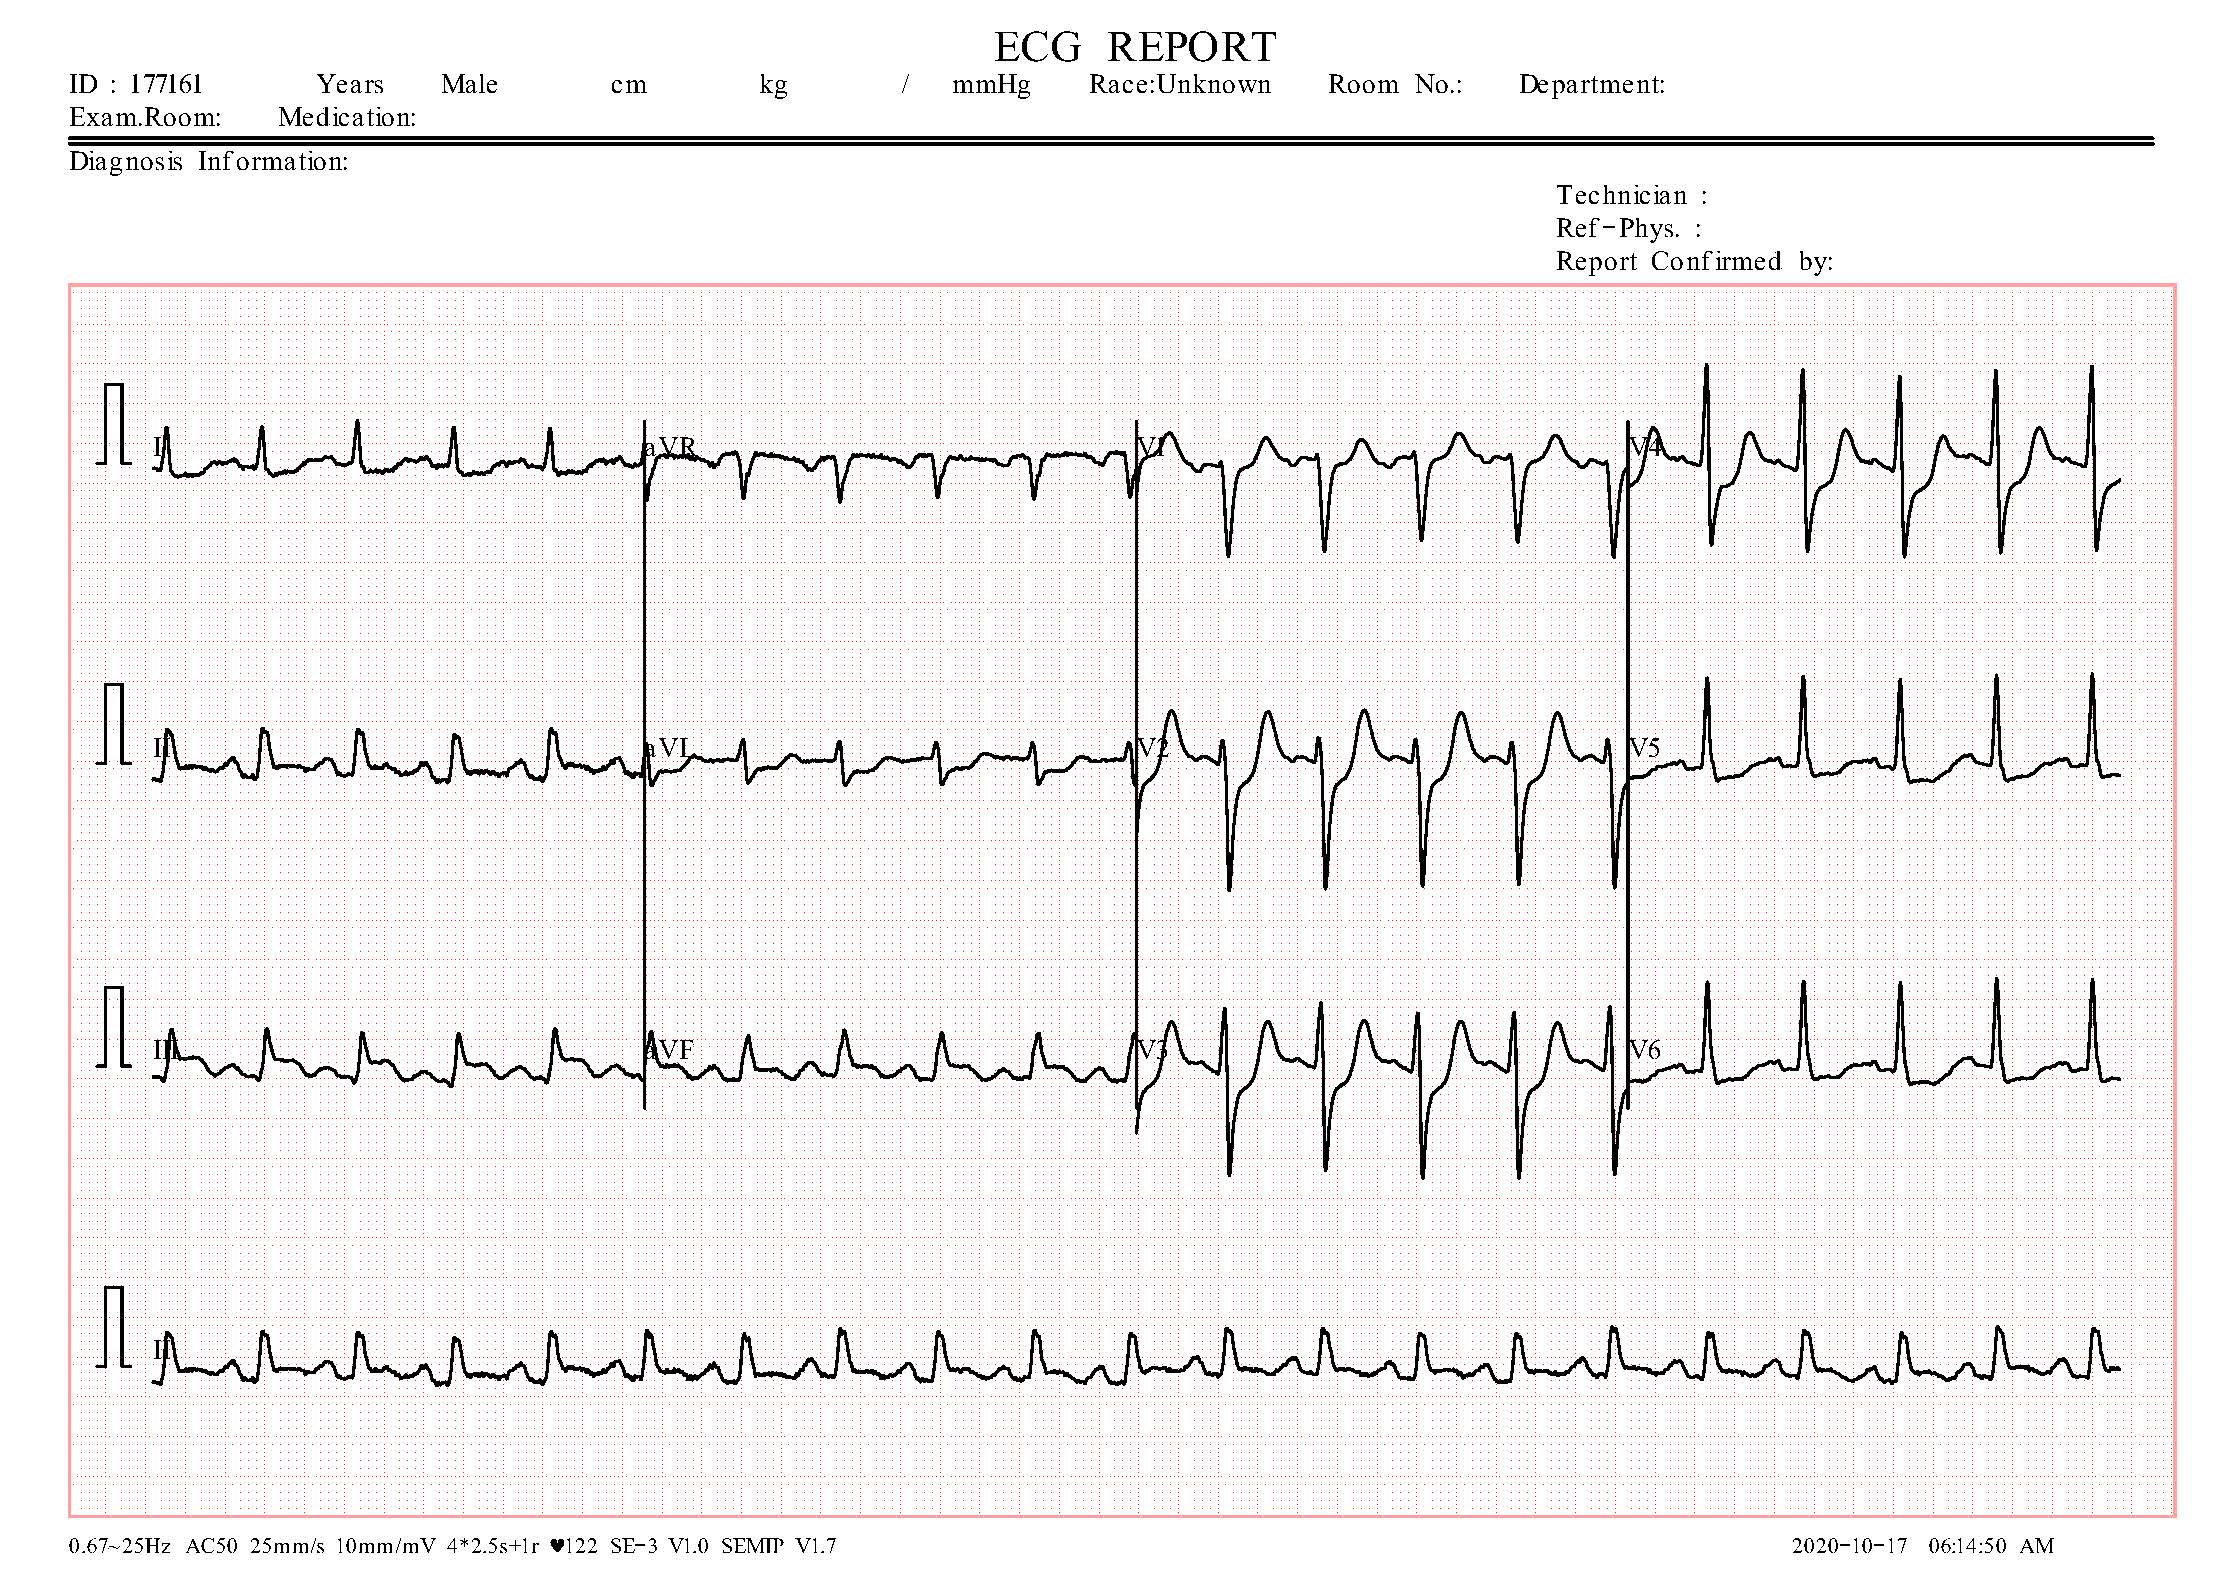 ECG REPORT
ID : 177161 Years Male cm kg / mmHg Race:Unknown Room No.: Department:
Exam.Room: Medication:
Diagnosis Information:
Technician :
Ref-Phys. :
Report Confirmed by:
I aVR V1 V4
II aVL V2 V5
III aVF V3 V6
II
0.67~25Hz AC50 25mm/s 10mm/mV 4*2.5s+1r ♥122 SE-3 V1.0 SEMIP V1.7 2020-10-17 06:14:50 AM